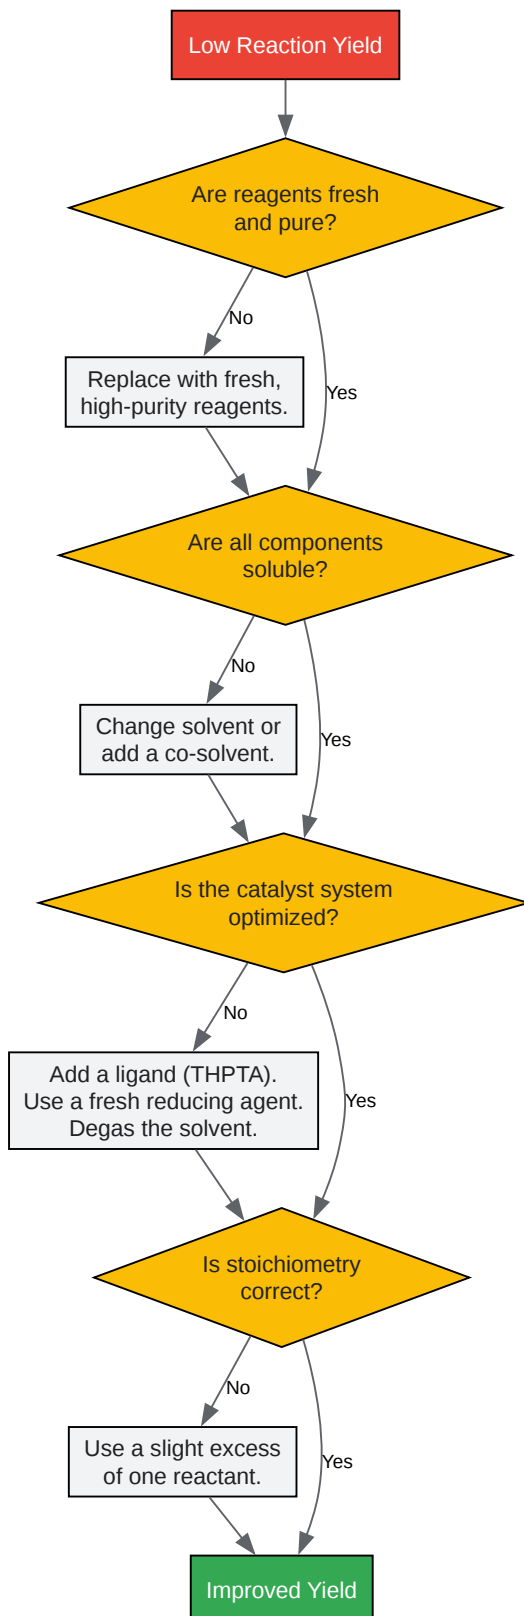 Low Reaction Yield
Are reagents fresh
and pure?
No
Replace with fresh,
high-purity reagents.
Yes
Are all components
soluble?
No
Change solvent or
add a co-solvent.
Yes
Is the catalyst system
optimized?
No
Add a ligand (THPTA).
Use a fresh reducing agent.
Degas the solvent.
Yes
Is stoichiometry
correct?
No
Use a slight excess
of one reactant.
Yes
Improved Yield